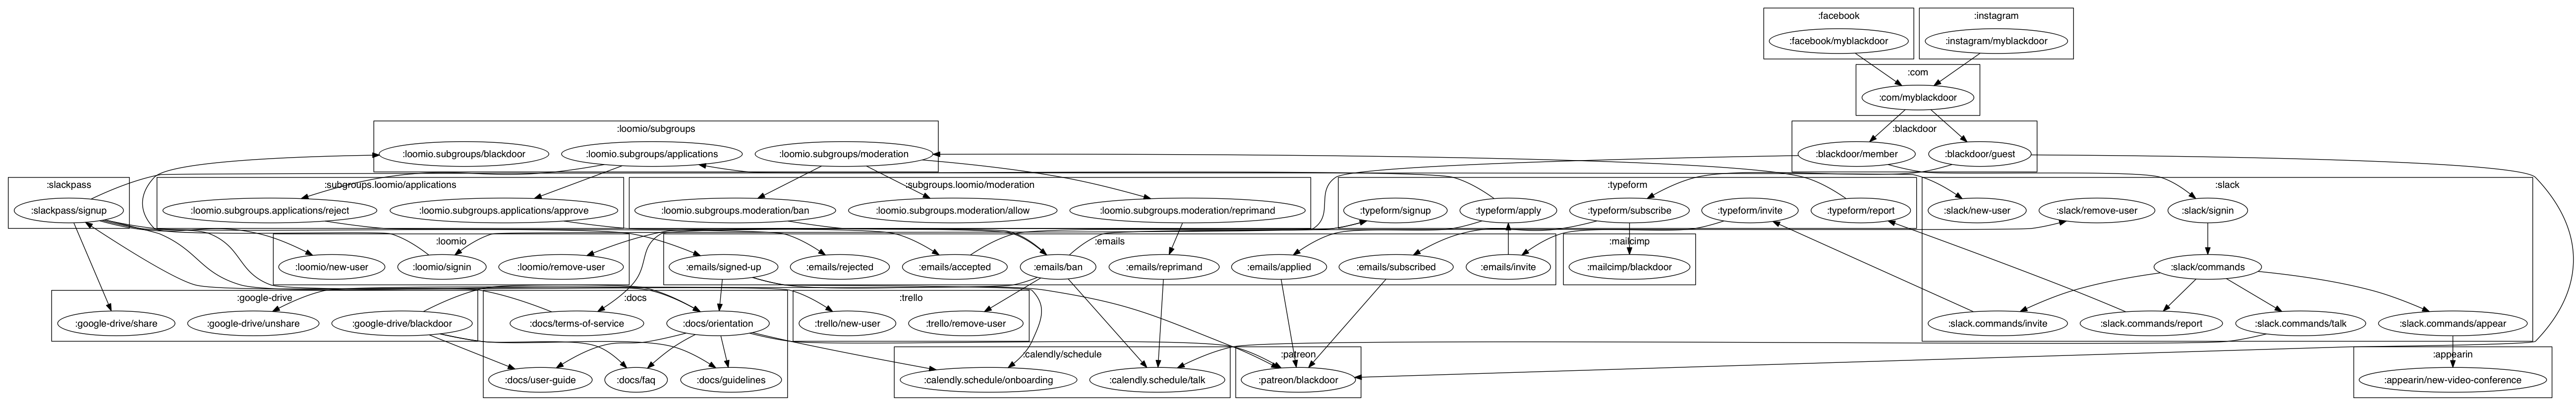 :facebook
:instagram
:facebook/myblackdoor
:instagram/myblackdoor
:com
:com/myblackdoor
:loomio/subgroups
:blackdoor
:loomio.subgroups/blackdoor
:loomio.subgroups/applications
:loomio.subgroups/moderation
:blackdoor/member
:blackdoor/guest
:slackpass
:subgroups.loomio/applications
:subgroups.loomio/moderation
:typeform
:slack
:slackpass/signup
:loomio.subgroups.applications/reject
:loomio.subgroups.applications/approve
:loomio.subgroups.moderation/ban
:loomio.subgroups.moderation/allow
:loomio.subgroups.moderation/reprimand
:typeform/signup
:typeform/apply
:typeform/subscribe
:typeform/invite
:typeform/report
:slack/new-user
:slack/remove-user
:slack/signin
:loomio
:emails
:mailcimp
:loomio/new-user
:loomio/signin
:loomio/remove-user
:emails/signed-up
:emails/rejected
:emails/accepted
:emails/ban
:emails/reprimand
:emails/applied
:emails/subscribed
:emails/invite
:mailcimp/blackdoor
:slack/commands
:google-drive
:docs
:trello
:google-drive/share
:google-drive/unshare
:google-drive/blackdoor
:docs/terms-of-service
:docs/orientation
:trello/new-user
:trello/remove-user
:slack.commands/invite
:slack.commands/report
:slack.commands/talk
:slack.commands/appear
:calendly/schedule
:patreon
:appearin
:docs/user-guide
:docs/faq
:docs/guidelines
:calendly.schedule/onboarding
:calendly.schedule/talk
:patreon/blackdoor
:appearin/new-video-conference